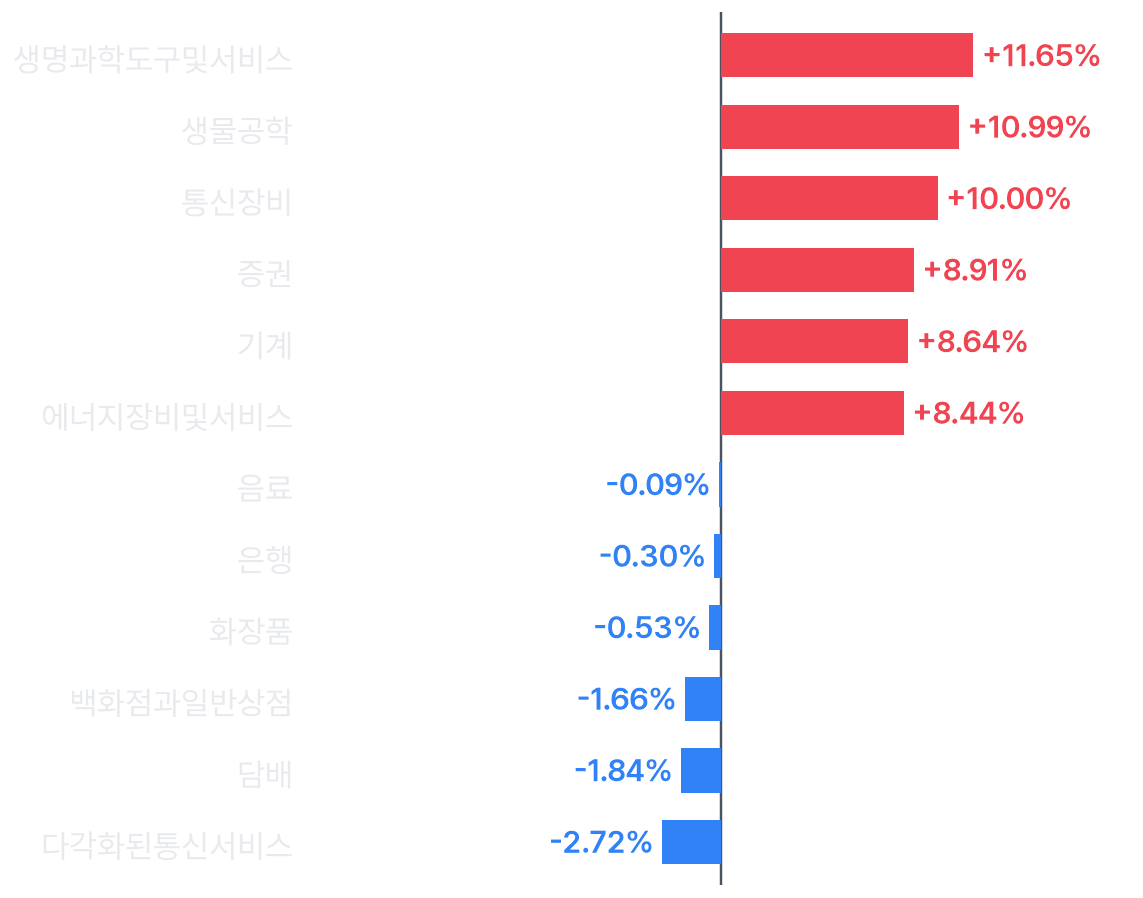 생명과학도구및서비스 +11.65%
생물공학 +10.99%
통신장비 +10.00%
증권 +8.91%
기계 +8.64%
에너지장비및서비스 +8.44%
음료 -0.09%
은행 -0.30%
화장품 -0.53%
백화점과일반상점 -1.66%
담배 -1.84%
다각화된통신서비스 -2.72%